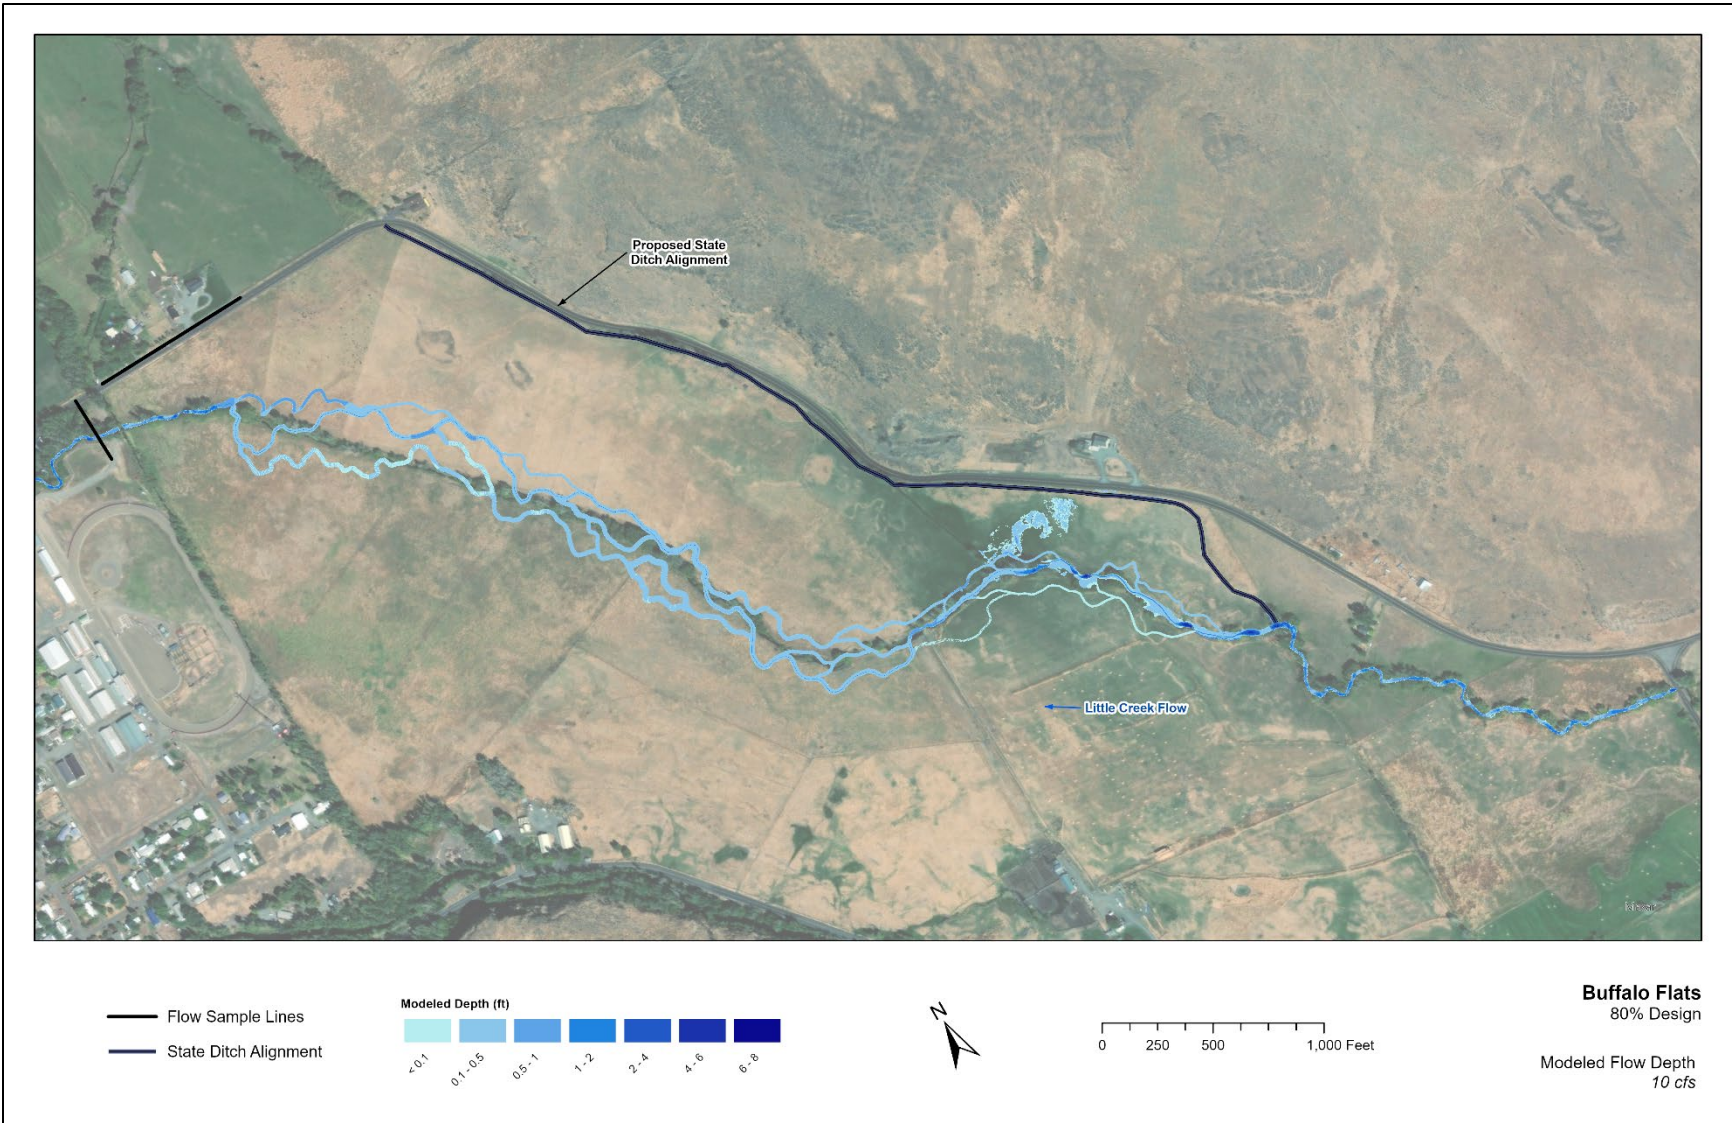 Proposed State
Ditch Alignment
Little Creek Flow
Flow Sample Lines
State Ditch Alignment
Modeled Depth (ft)
< 0.1
0.1 - 0.5
0.5 - 1
1 - 2
2 - 4
4 - 6
6 - 8
N
0 250 500 1,000 Feet
Buffalo Flats
80% Design
Modeled Flow Depth
10 cfs